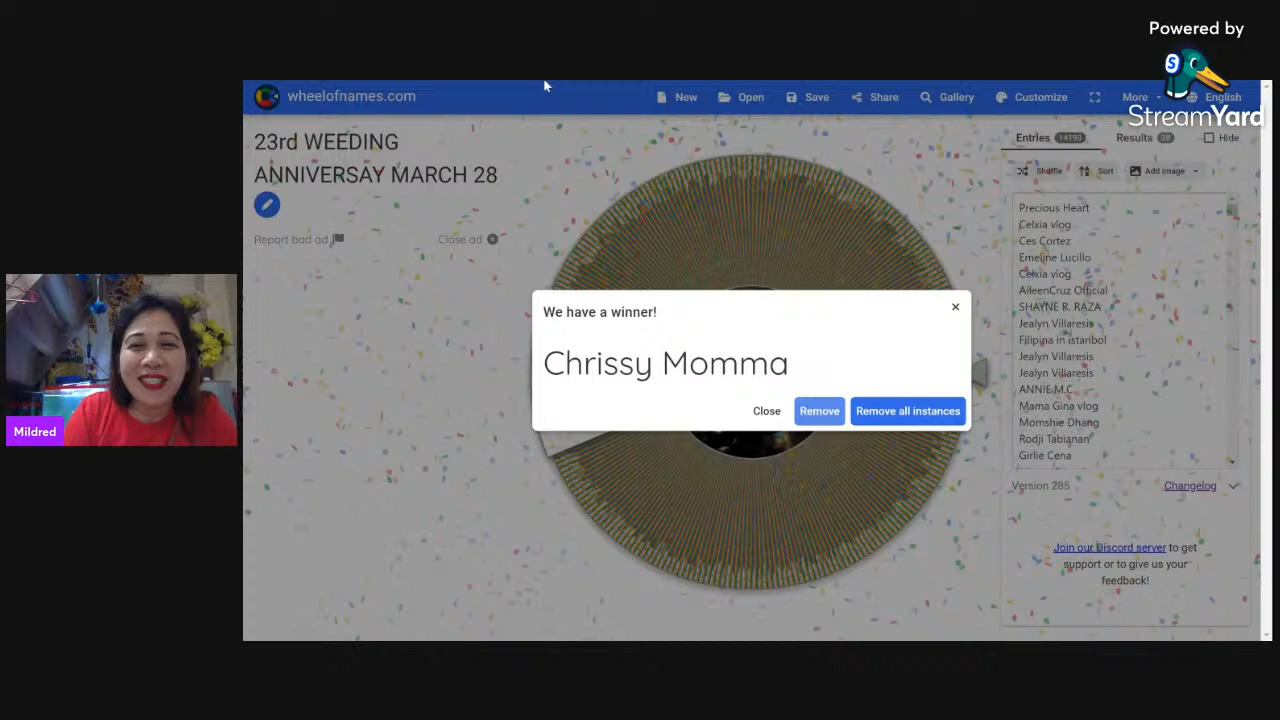 Powered by
StreamYard
wheelofnames.com
New
Open
Save
Share
Gallery
Customize
More
English
23rd WEEDING
ANNIVERSAY MARCH 28
Report bad ad
Close ad
Entries 14193
Results 38
Hide
Shuffle
Sort
Add image
Precious Heart
Celxia vlog
Ces Cortez
Emeline Lucillo
Celxia vlog
AileenCruz Official
SHAYNE R. RAZA
Jealyn Villaresis
Filipina in istanbol
Jealyn Villaresis
Jealyn Villaresis
ANNIE M.C
Mama Gina vlog
Momshie Dhang
Rodji Tabianan
Girlie Cena
We have a winner!
Chrissy Momma
Close
Remove
Remove all instances
Mildred
Version 285
Changelog
Join our Discord server to get
support or to give us your
feedback!